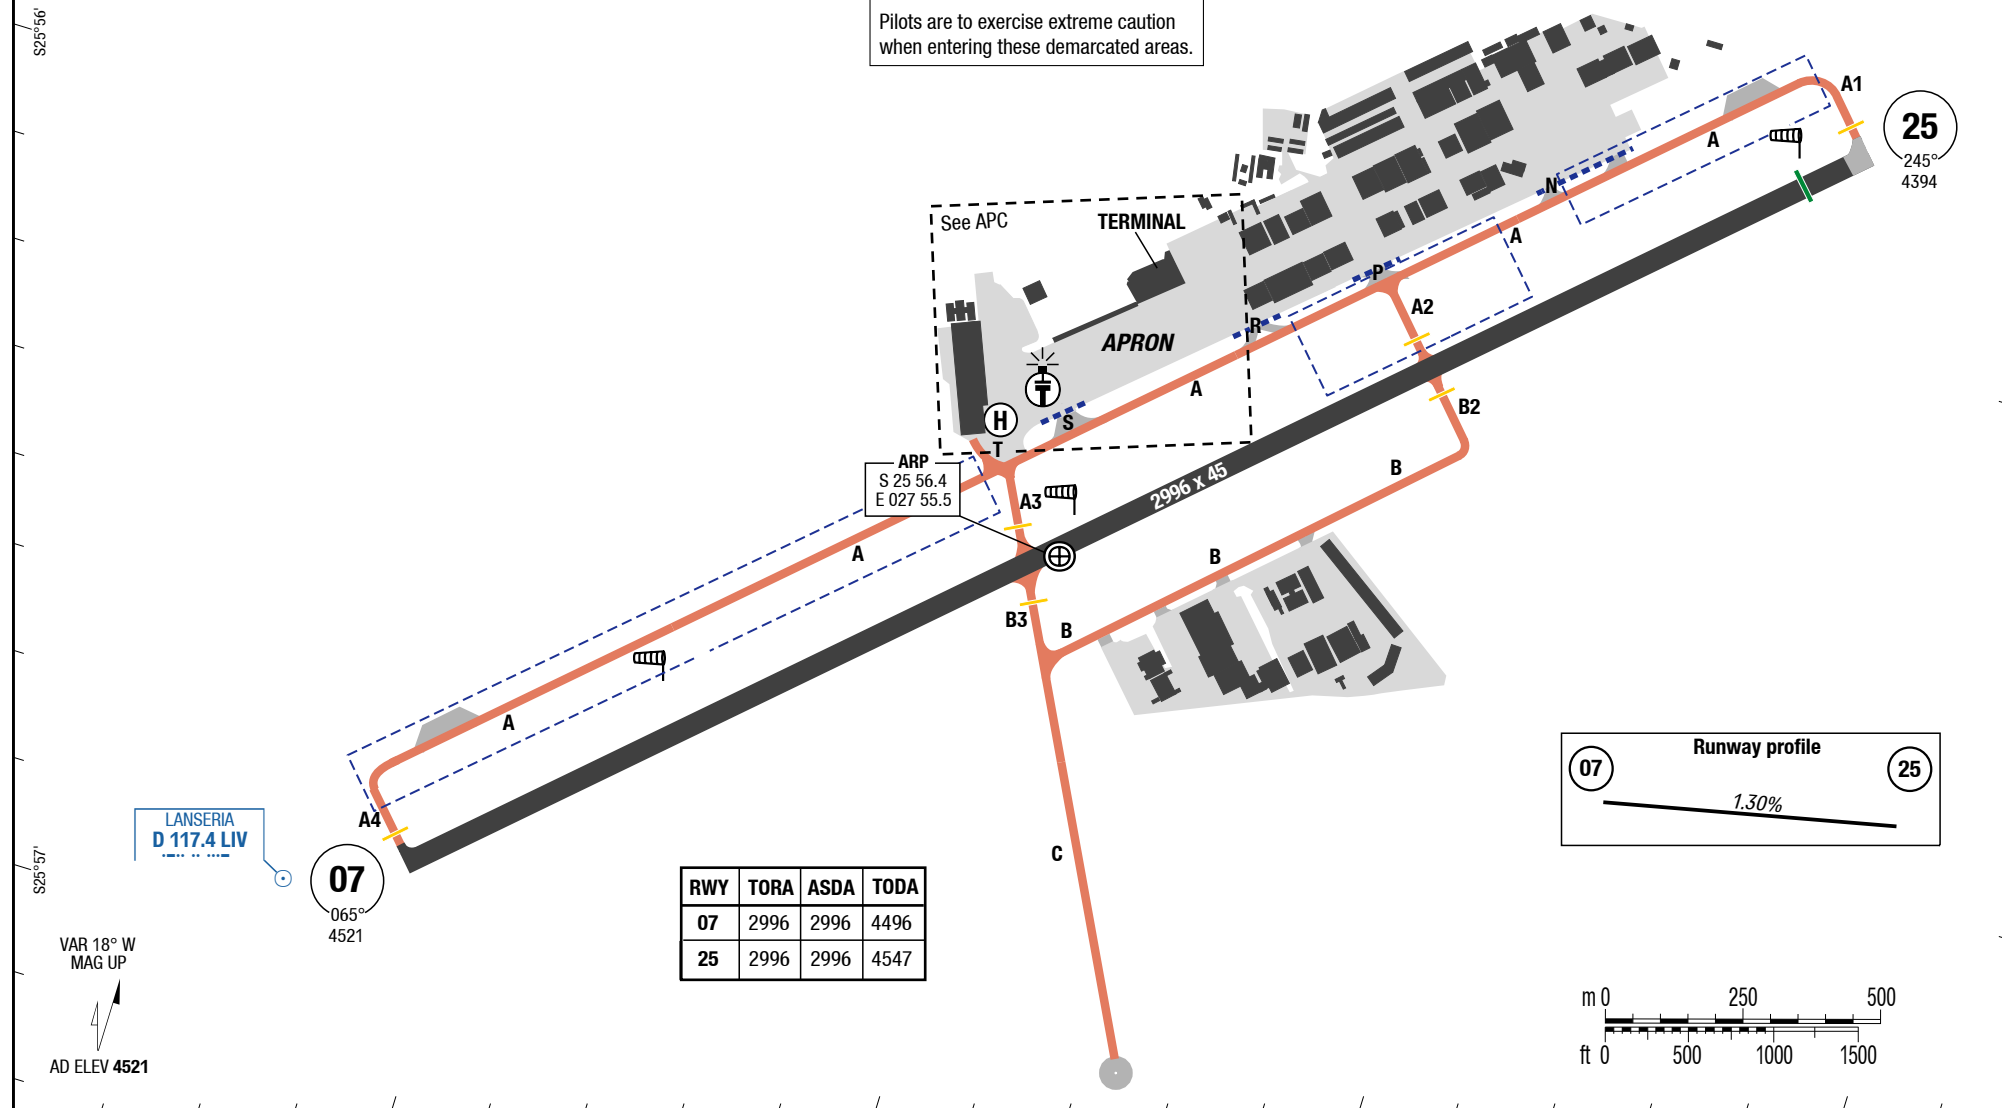 S25°56'
Pilots are to exercise extreme caution
when entering these demarcated areas.
A1
25
245°
4394
A
N
A
See APC
TERMINAL
P
A2
R
APRON
A
B2
H
T
S
T
B
ARP
S 25 56.4
E 027 55.5
A3
2996 x 45
A
B
B3
B
A
Runway profile
07
25
1.30%
A4
LANSERIA
D 117.4 LIV
S25°57'
07
065°
4521
C
RWY TORA ASDA TODA
07 2996 2996 4496
25 2996 2996 4547
VAR 18° W
MAG UP
AD ELEV 4521
m 0 250 500
ft 0 500 1000 1500